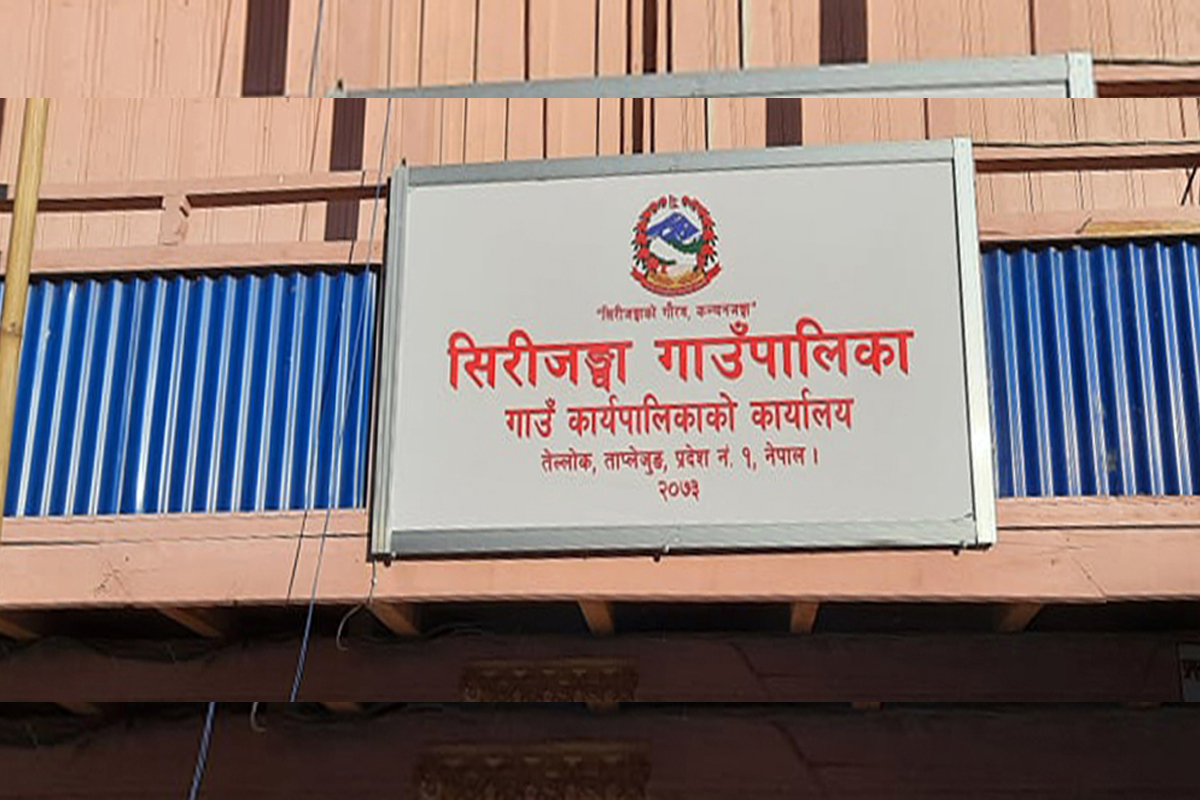 "सिरीजङ्घाको गौरव, कञ्चनजङ्घा"
सिरीजङ्घा गाउँपालिका
गाउँ कार्यपालिकाको कार्यालय
तेल्लोक, ताप्लेजुङ, प्रदेश नं. १, नेपाल ।
२०७३